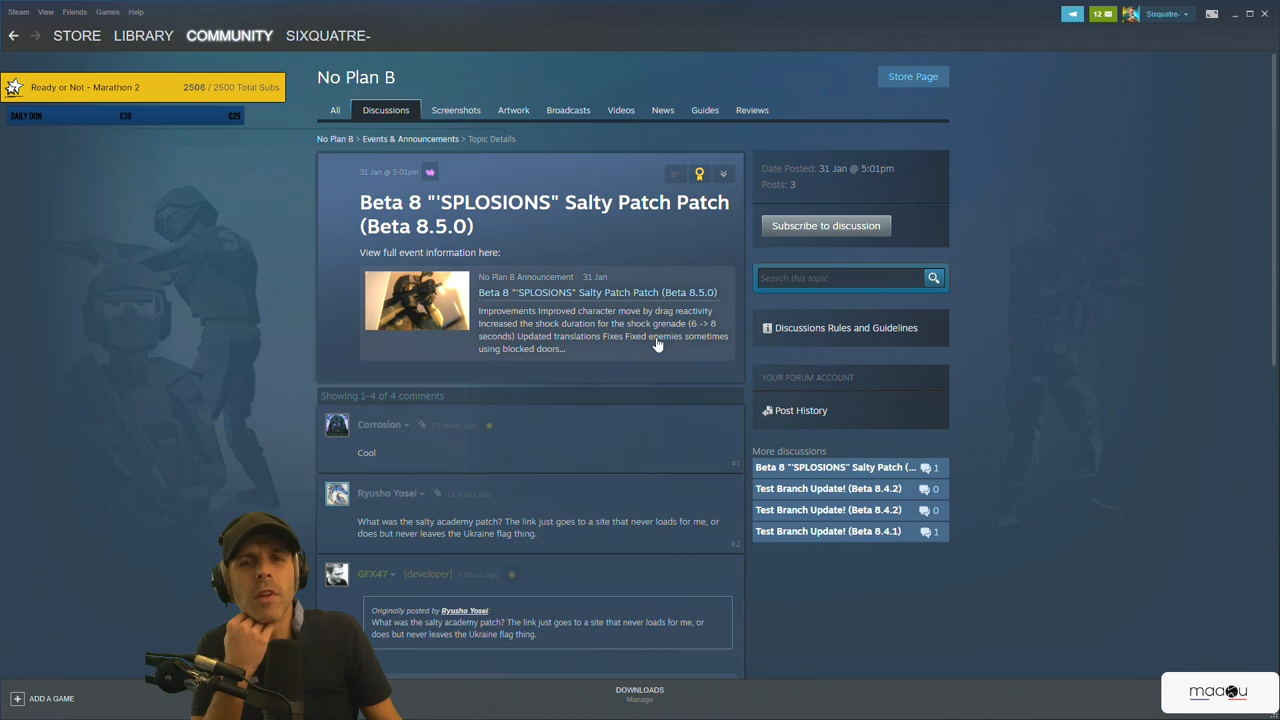 Steam View Friends Games Help
12 Sixquatre-
STORE LIBRARY COMMUNITY SIXQUATRE-
Ready or Not - Marathon 2 2506 / 2500 Total Subs
DAILY DON €38 €20
No Plan B
Store Page
All Discussions Screenshots Artwork Broadcasts Videos News Guides Reviews
No Plan B > Events & Announcements > Topic Details
31 Jan @ 5:01pm
Beta 8 "'SPLOSIONS" Salty Patch Patch
(Beta 8.5.0)
View full event information here:
No Plan B Announcement 31 Jan
Beta 8 "'SPLOSIONS" Salty Patch Patch (Beta 8.5.0)
Improvements Improved character move by drag reactivity
Increased the shock duration for the shock grenade (6 -> 8
seconds) Updated translations Fixes Fixed enemies sometimes
using blocked doors...
Date Posted: 31 Jan @ 5:01pm
Posts: 3
Subscribe to discussion
Search this topic
Discussions Rules and Guidelines
YOUR FORUM ACCOUNT
Post History
More discussions
Beta 8 "'SPLOSIONS" Salty Patch (... 1
Test Branch Update! (Beta 8.4.2) 0
Test Branch Update! (Beta 8.4.2) 0
Test Branch Update! (Beta 8.4.1) 1
Showing 1-4 of 4 comments
Corrosion hours ago
Cool
#1
Ryusho Yosei hours ago
What was the salty academy patch? The link just goes to a site that never loads for me, or
does but never leaves the Ukraine flag thing.
#2
GFX47 [developer] hours ago
Originally posted by Ryusho Yosei:
What was the salty academy patch? The link just goes to a site that never loads for me, or
does but never leaves the Ukraine flag thing.
ADD A GAME
DOWNLOADS
Manage